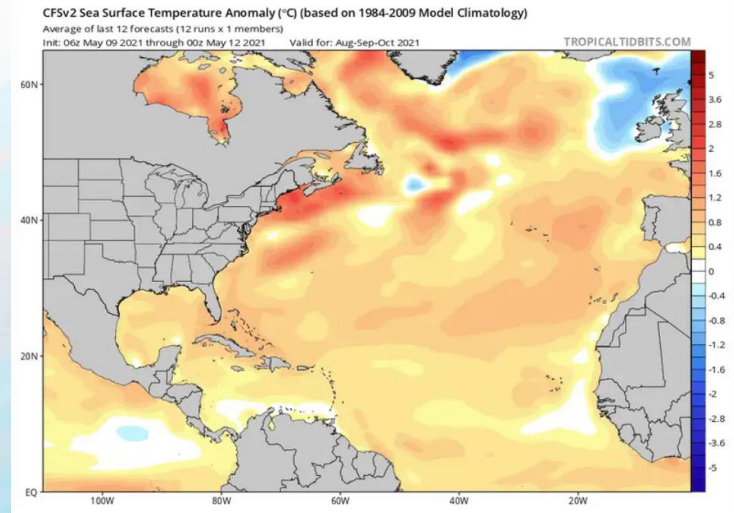 CFSv2 Sea Surface Temperature Anomaly (°C) (based on 1984-2009 Model Climatology)
Average of last 12 forecasts (12 runs x 1 members)
Init: 06z May 09 2021 through 00z May 12 2021 Valid for: Aug-Sep-Oct 2021 TROPICALTIDBITS.COM
60N
40N
20N
EQ
100W 80W 60W 40W 20W
5
3.6
2.8
2
1.6
1.2
0.8
0.4
0
-0.4
-0.8
-1.2
-1.6
-2
-2.8
-3.6
-5